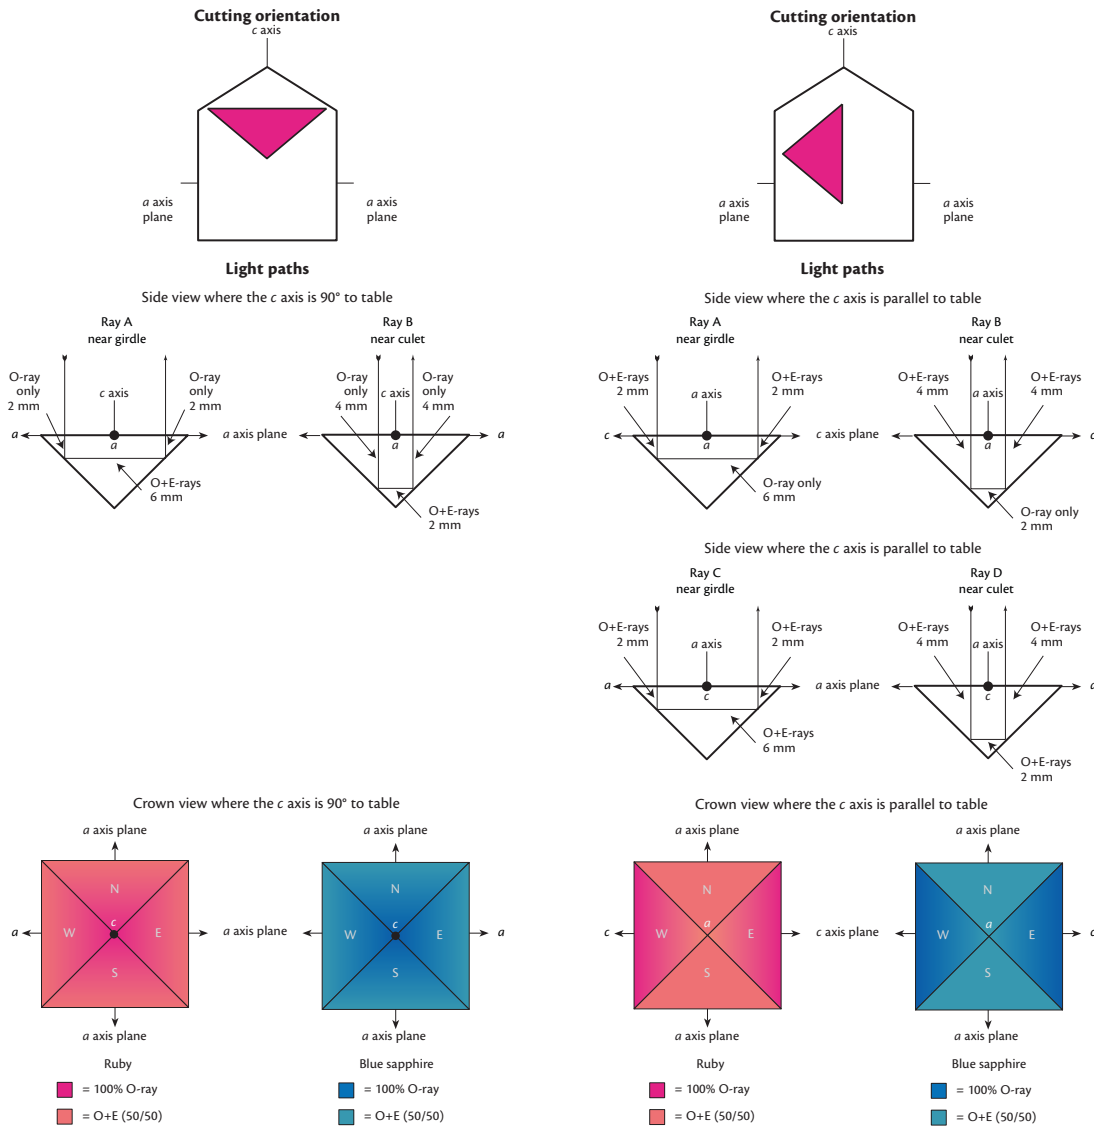 Cutting orientation
c axis
a axis
plane
a axis
plane
Light paths
Side view where the c axis is 90° to table
Ray A
near girdle
O-ray
only
2 mm
c axis
O-ray
only
2 mm
a
a
a axis plane
O+E-rays
6 mm
Ray B
near culet
O-ray
only
4 mm
c axis
O-ray
only
4 mm
a
a
O+E-rays
2 mm
Crown view where the c axis is 90° to table
a axis plane
N
c
W
E
S
a
a axis plane
a axis plane
Ruby
= 100% O-ray
= O+E (50/50)
a axis plane
N
c
W
E
S
a
a axis plane
Blue sapphire
= 100% O-ray
= O+E (50/50)
Cutting orientation
c axis
a axis
plane
a axis
plane
Light paths
Side view where the c axis is parallel to table
Ray A
near girdle
O+E-rays
2 mm
a axis
O+E-rays
2 mm
c
a
c axis plane
O-ray only
6 mm
Ray B
near culet
O+E-rays
4 mm
a axis
O+E-rays
4 mm
a
c
O-ray only
2 mm
Side view where the c axis is parallel to table
Ray C
near girdle
O+E-rays
2 mm
a axis
O+E-rays
2 mm
a
c
a axis plane
O+E-rays
6 mm
Ray D
near culet
O+E-rays
4 mm
a axis
O+E-rays
4 mm
c
a
O+E-rays
2 mm
Crown view where the c axis is parallel to table
a axis plane
N
a
W
E
S
c
c axis plane
a axis plane
Ruby
= 100% O-ray
= O+E (50/50)
a axis plane
N
a
W
E
S
c
a axis plane
Blue sapphire
= 100% O-ray
= O+E (50/50)